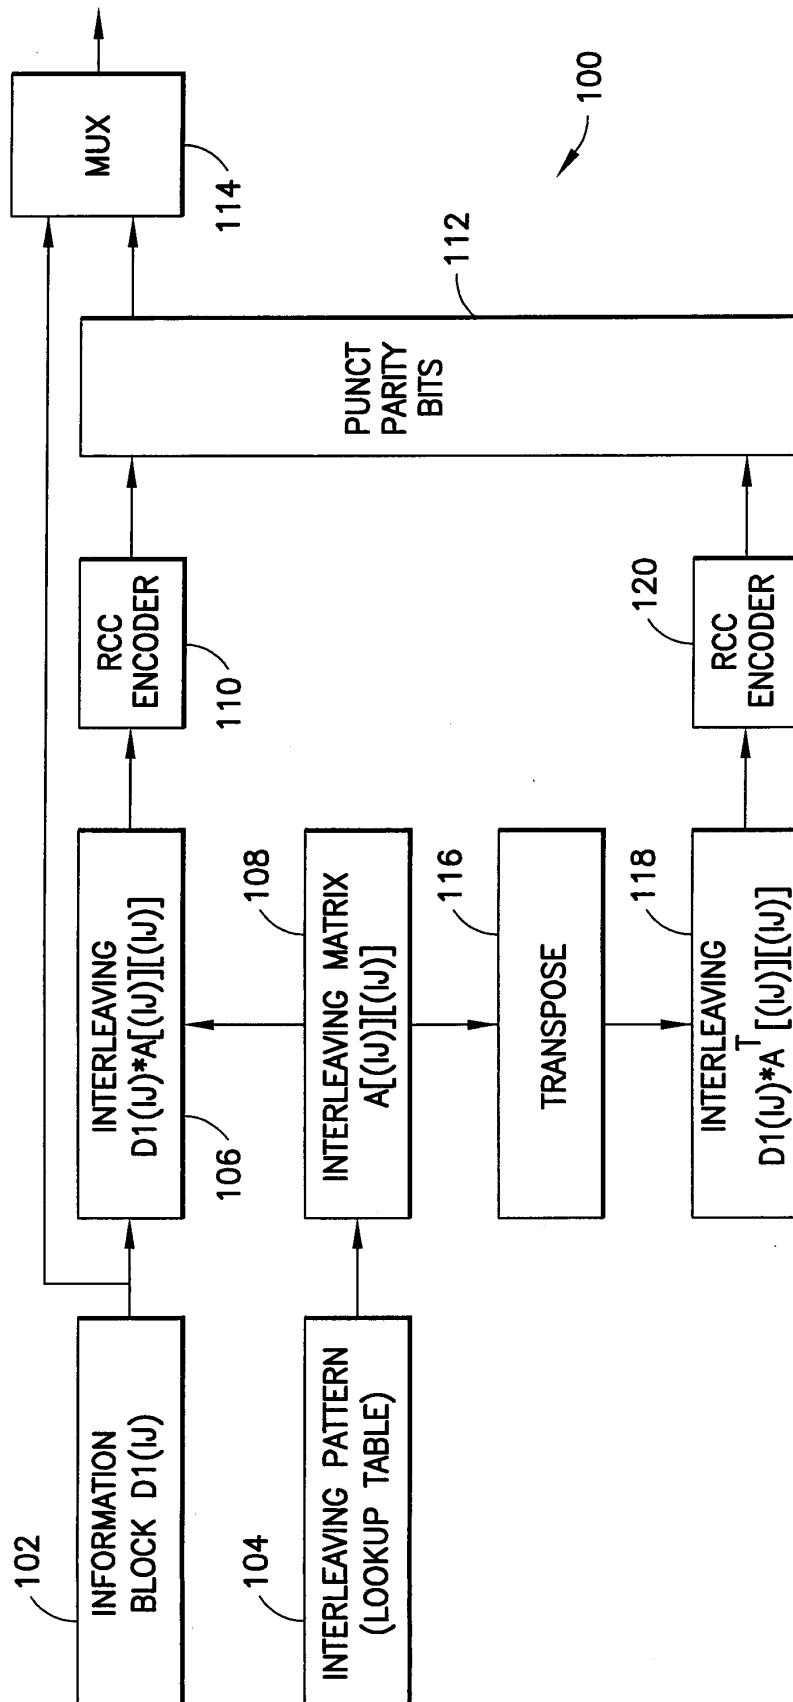 102
INFORMATION
BLOCK D1(IJ)
104
INTERLEAVING PATTERN
(LOOKUP TABLE)
INTERLEAVING
D1(IJ)*A[(IJ)][(IJ)]
106
108
INTERLEAVING MATRIX
A[(IJ)][(IJ)]
116
TRANSPOSE
118
INTERLEAVING
D1(IJ)*A^T[(IJ)][(IJ)]
RCC
ENCODER
110
120
RCC
ENCODER
PUNCT
PARITY
BITS
112
MUX
114
100